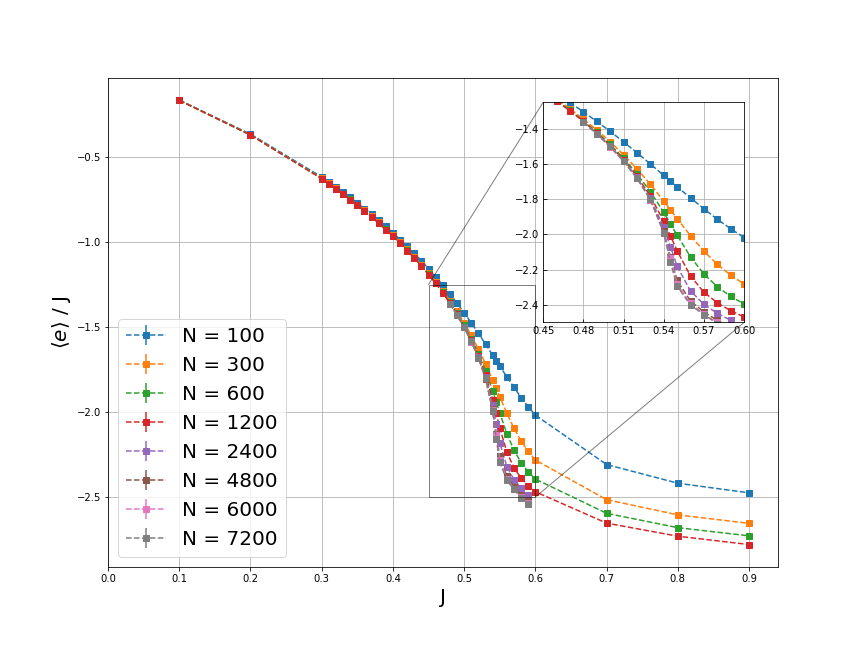 −1.4
−1.6
−1.8
−2.0
−2.2
−2.4
0.45 0.48 0.51 0.54 0.57 0.60
−0.5
−1.0
−1.5
−2.0
−2.5
⟨e⟩ / J
N = 100
N = 300
N = 600
N = 1200
N = 2400
N = 4800
N = 6000
N = 7200
0.0 0.1 0.2 0.3 0.4 0.5 0.6 0.7 0.8 0.9
J